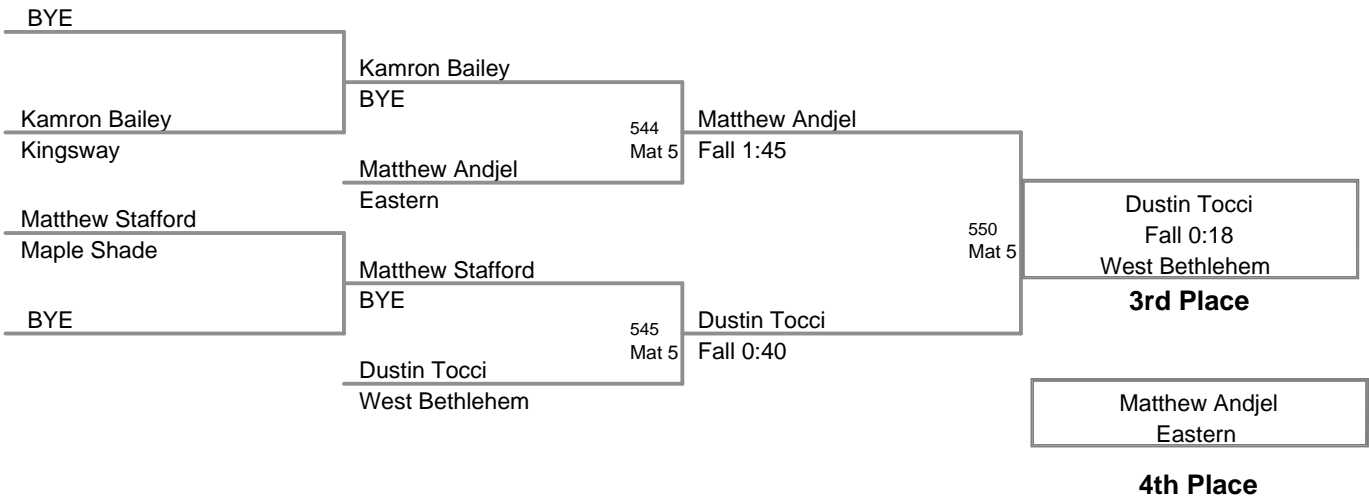 BYE
Kamron Bailey
BYE
Kamron Bailey
Kingsway
544
Mat 5
Matthew Andjel
Fall 1:45
Matthew Andjel
Eastern
Matthew Stafford
Maple Shade
Matthew Stafford
BYE
BYE
545
Mat 5
Dustin Tocci
Fall 0:40
Dustin Tocci
West Bethlehem
550
Mat 5
Dustin Tocci
Fall 0:18
West Bethlehem
3rd Place
Matthew Andjel
Eastern
4th Place